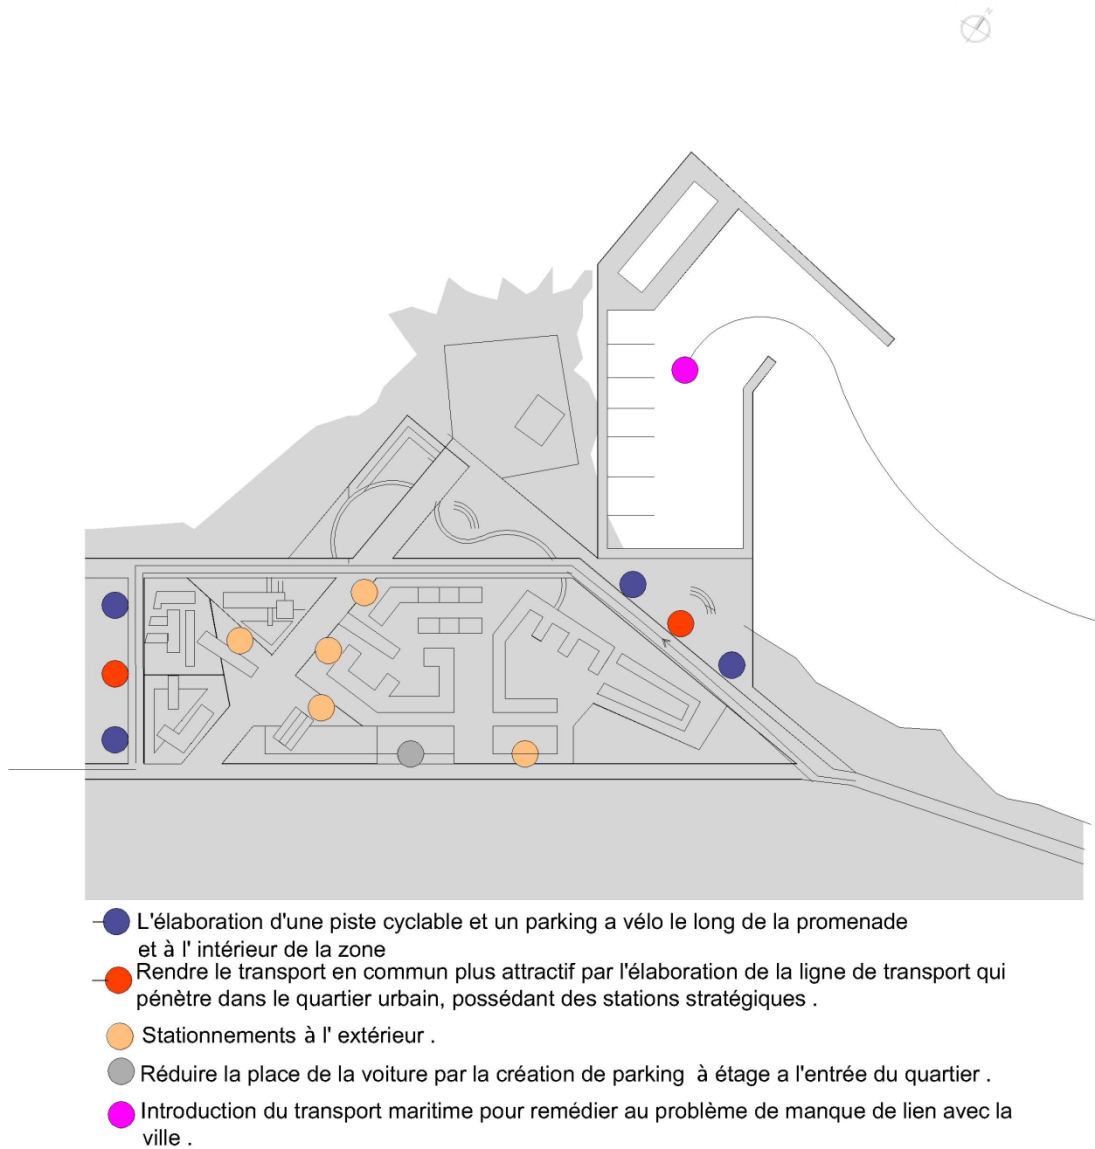 N
L'élaboration d'une piste cyclable et un parking a vélo le long de la promenade
et à l' intérieur de la zone
Rendre le transport en commun plus attractif par l'élaboration de la ligne de transport qui
pénètre dans le quartier urbain, possédant des stations stratégiques .
Stationnements à l' extérieur .
Réduire la place de la voiture par la création de parking à étage a l'entrée du quartier .
Introduction du transport maritime pour remédier au problème de manque de lien avec la
ville .